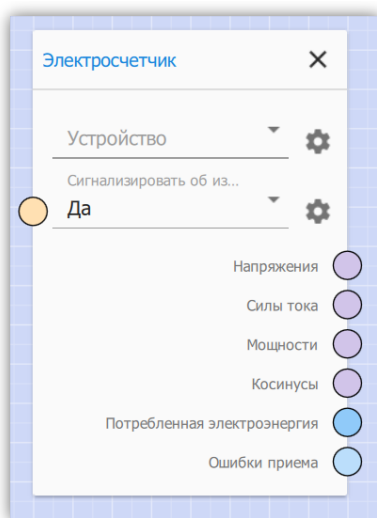 Электросчетчик
Устройство
Сигнализировать об из...
Да
Напряжения
Силы тока
Мощности
Косинусы
Потребленная электроэнергия
Ошибки приема